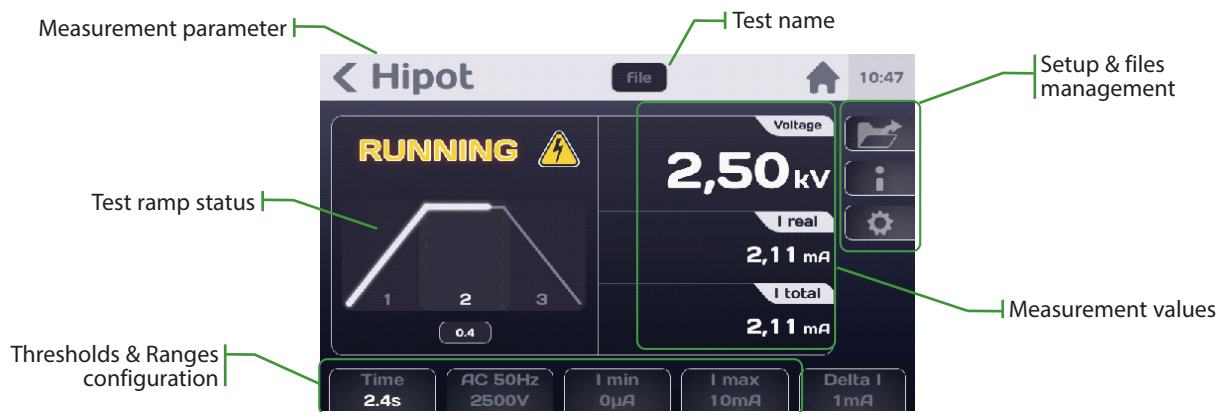 Measurement parameter
Test name
Setup & files
management
Hipot
File
10:47
RUNNING
Voltage
2,50 kV
Test ramp status
I real
2,11 mA
1 2 3
I total
0.4
2,11 mA
Measurement values
Thresholds & Ranges
configuration
Time
2.4s
AC 50Hz
2500V
I min
0µA
I max
10mA
Delta I
1mA